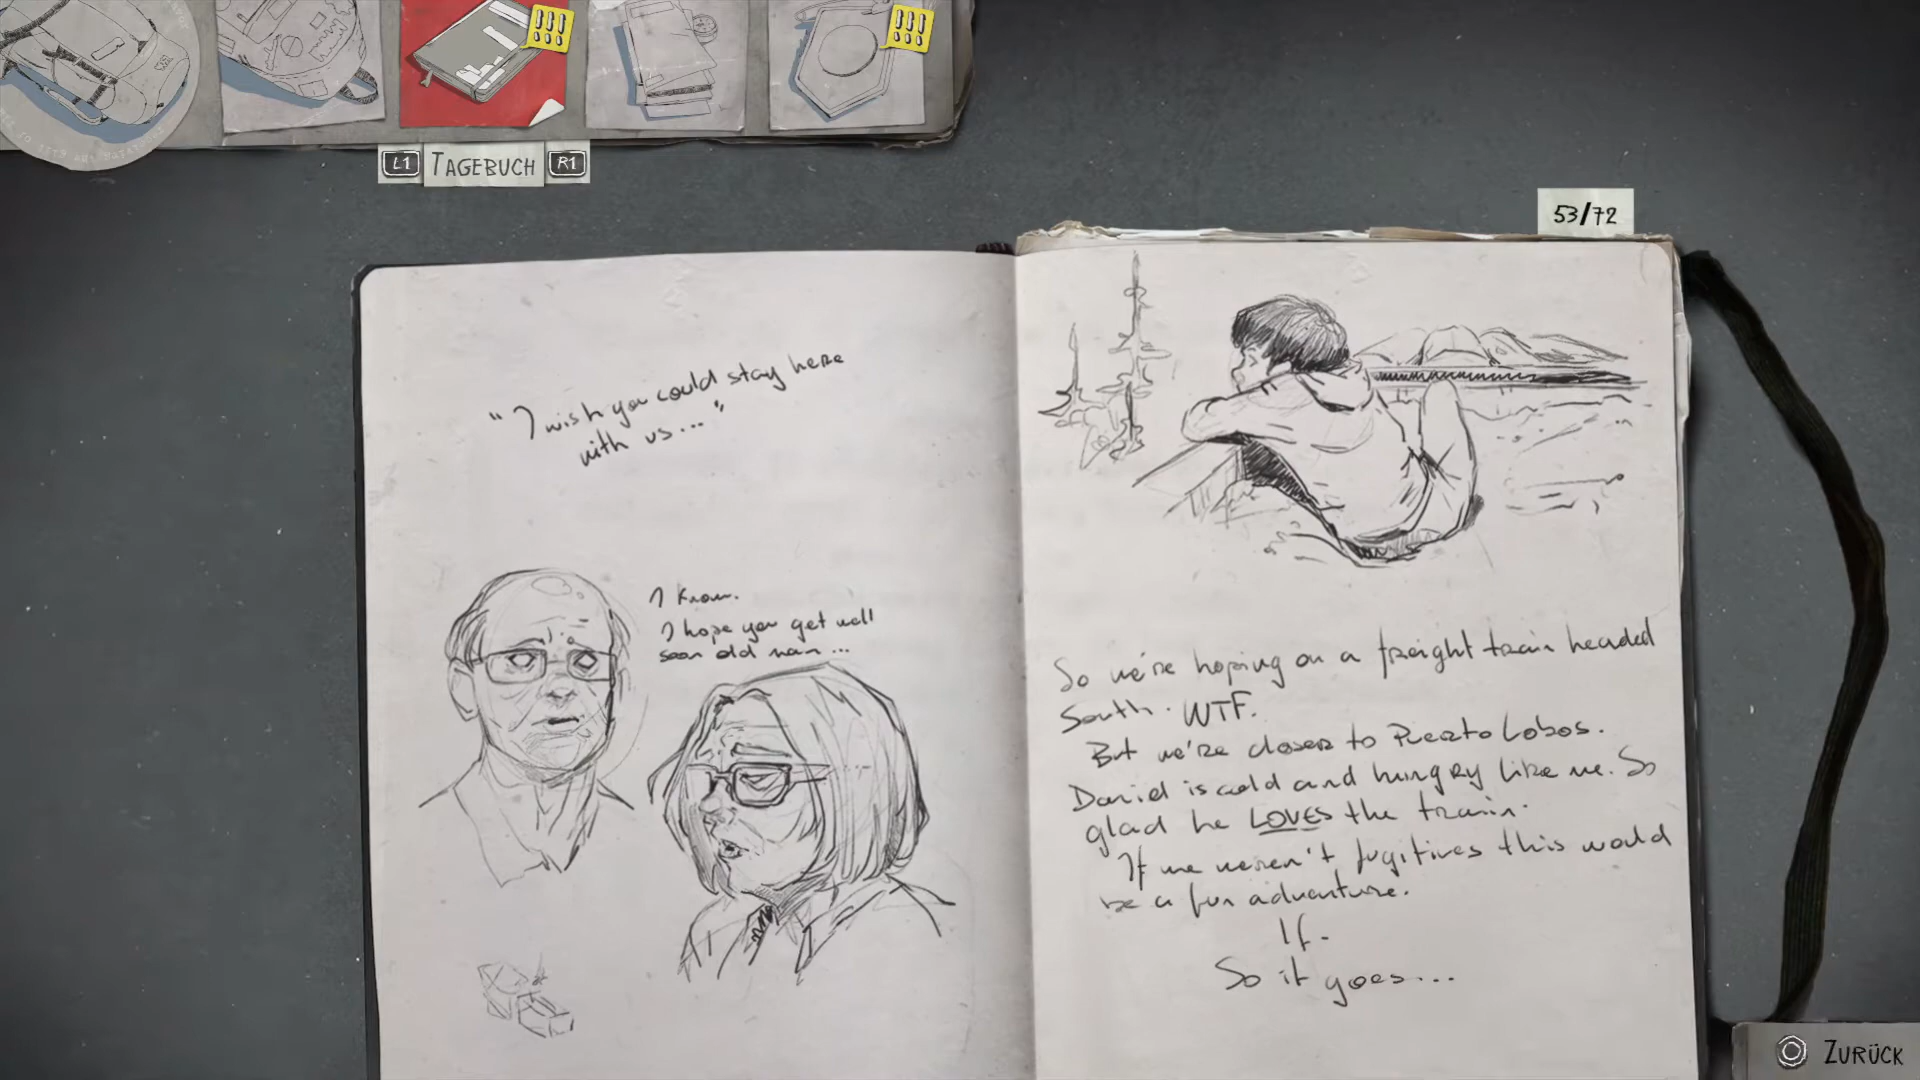 L1 TAGEBUCH R1
53/72
"I wish you could stay here
with us..."
I know.
I hope you get well
soon old man...
So we're hoping on a freight train headed
South. WTF.
But we're closer to Puerto Lobos.
Daniel is cold and hungry like me. So
glad he LOVES the train.
If we weren't fugitives this would
be a fun adventure.
If.
So it goes...
ZURÜCK